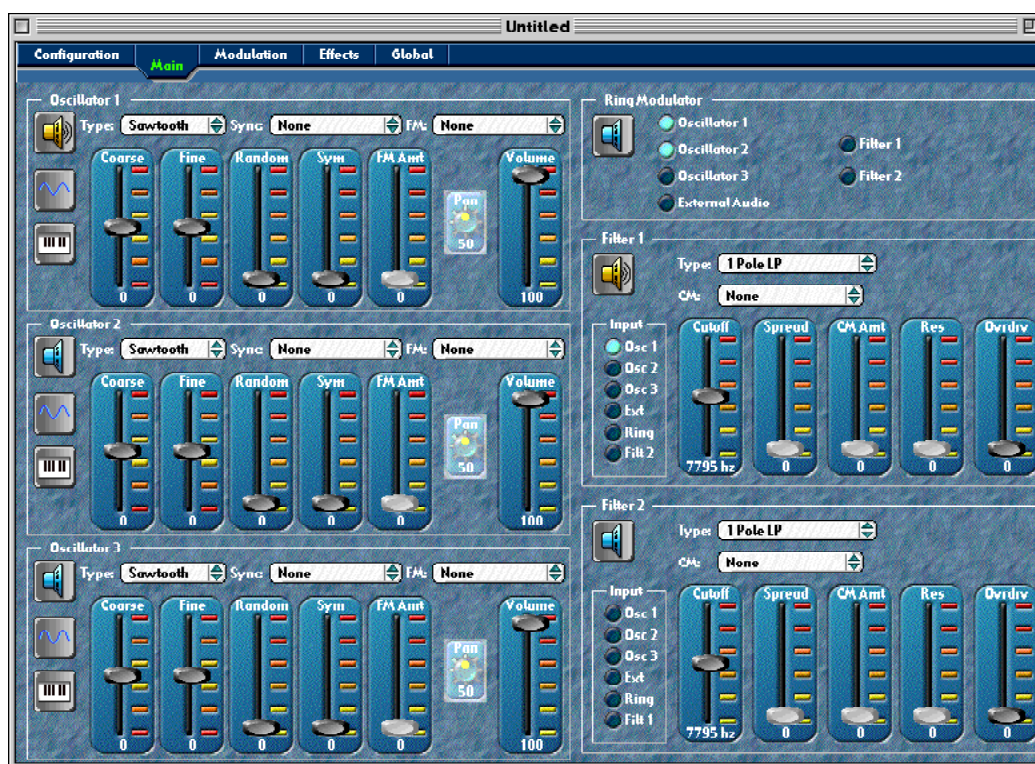 Untitled
Configuration Main Modulation Effects Global
Oscillator 1
Type: Sawtooth Sync: None FM: None
Coarse Fine Random Sym FM Amt Pan Volume
50
0 0 0 0 0 100
Oscillator 2
Type: Sawtooth Sync: None FM: None
Coarse Fine Random Sym FM Amt Pan Volume
50
0 0 0 0 0 100
Oscillator 3
Type: Sawtooth Sync: None FM: None
Coarse Fine Random Sym FM Amt Pan Volume
50
0 0 0 0 0 100
Ring Modulator
Oscillator 1
Oscillator 2 Filter 1
Oscillator 3 Filter 2
External Audio
Filter 1
Type: 1 Pole LP
CM: None
Input Cutoff Spread CM Amt Res Ovrdrv
Osc 1
Osc 2
Osc 3
Ext
Ring
Filt 2
7795 hz 0 0 0 0
Filter 2
Type: 1 Pole LP
CM: None
Input Cutoff Spread CM Amt Res Ovrdrv
Osc 1
Osc 2
Osc 3
Ext
Ring
Filt 1
7795 hz 0 0 0 0